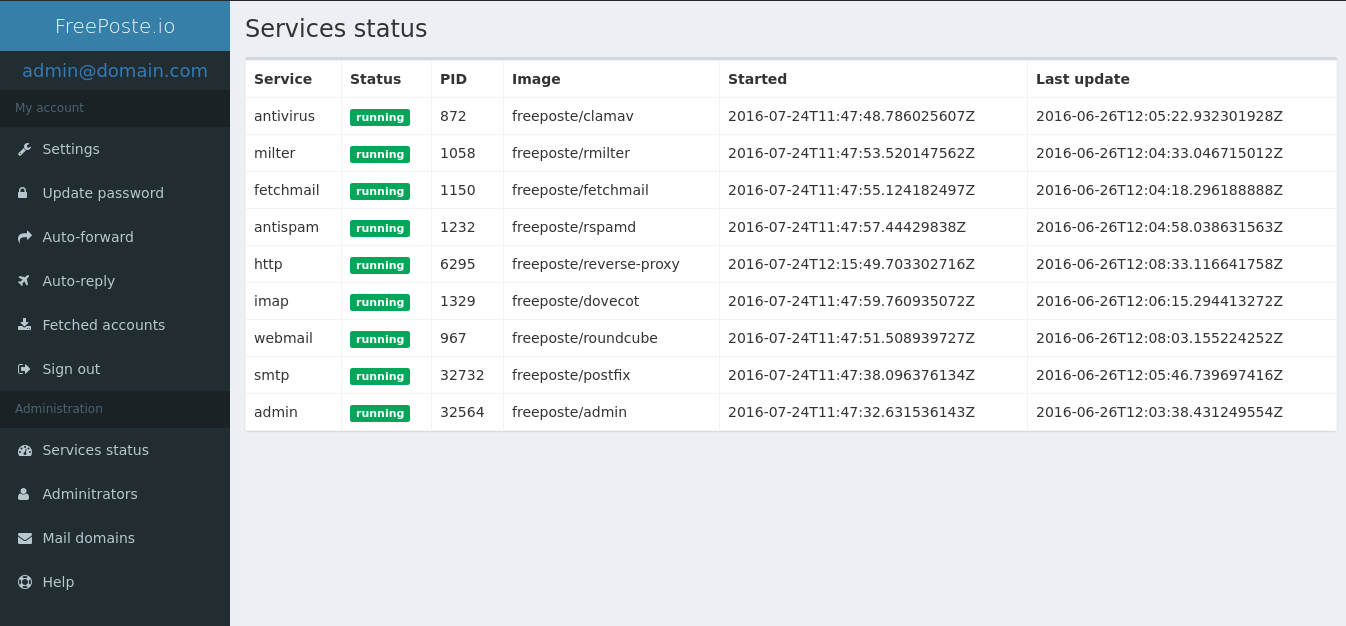 FreePoste.io
admin@domain.com
My account
Settings
Update password
Auto-forward
Auto-reply
Fetched accounts
Sign out
Administration
Services status
Adminitrators
Mail domains
Help
Services status
Service Status PID Image Started Last update
antivirus running 872 freeposte/clamav 2016-07-24T11:47:48.786025607Z 2016-06-26T12:05:22.932301928Z
milter running 1058 freeposte/rmilter 2016-07-24T11:47:53.520147562Z 2016-06-26T12:04:33.046715012Z
fetchmail running 1150 freeposte/fetchmail 2016-07-24T11:47:55.124182497Z 2016-06-26T12:04:18.296188888Z
antispam running 1232 freeposte/rspamd 2016-07-24T11:47:57.44429838Z 2016-06-26T12:04:58.038631563Z
http running 6295 freeposte/reverse-proxy 2016-07-24T12:15:49.703302716Z 2016-06-26T12:08:33.116641758Z
imap running 1329 freeposte/dovecot 2016-07-24T11:47:59.760935072Z 2016-06-26T12:06:15.294413272Z
webmail running 967 freeposte/roundcube 2016-07-24T11:47:51.508939727Z 2016-06-26T12:08:03.155224252Z
smtp running 32732 freeposte/postfix 2016-07-24T11:47:38.096376134Z 2016-06-26T12:05:46.739697416Z
admin running 32564 freeposte/admin 2016-07-24T11:47:32.631536143Z 2016-06-26T12:03:38.431249554Z